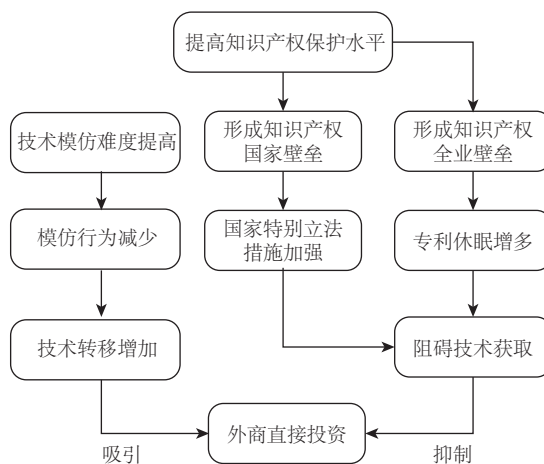 提高知识产权保护水平
技术模仿难度提高
形成知识产权
国家壁垒
形成知识产权
全业壁垒
模仿行为减少
国家特别立法
措施加强
专利休眠增多
技术转移增加
阻碍技术获取
外商直接投资
吸引
抑制